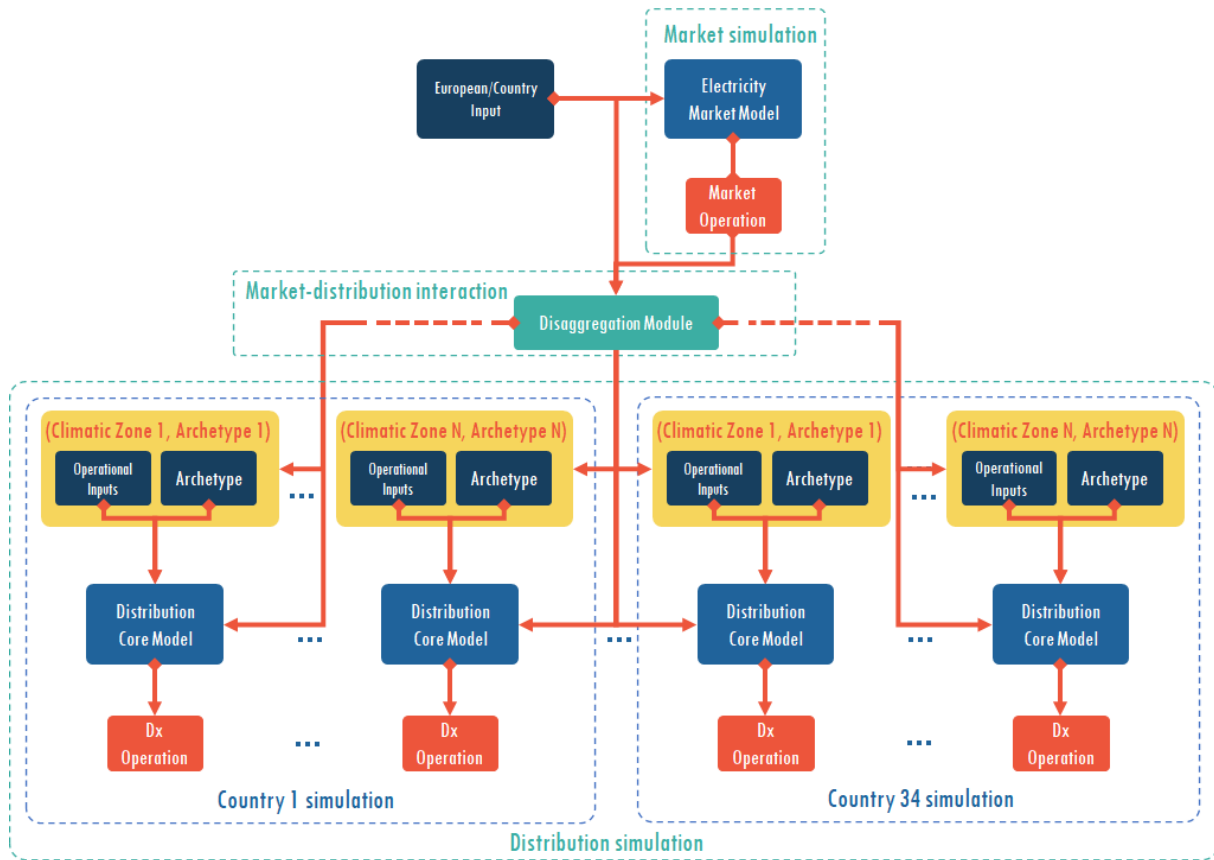 Market simulation
European/Country
Input
Electricity
Market Model
Market
Operation
Market-distribution interaction
Disaggregation Module
(Climatic Zone 1, Archetype 1)
Operational
Inputs
Archetype
...
(Climatic Zone N, Archetype N)
Operational
Inputs
Archetype
(Climatic Zone 1, Archetype 1)
Operational
Inputs
Archetype
...
(Climatic Zone N, Archetype N)
Operational
Inputs
Archetype
Distribution
Core Model
...
Distribution
Core Model
...
Distribution
Core Model
...
Distribution
Core Model
Dx
Operation
...
Dx
Operation
Dx
Operation
...
Dx
Operation
Country 1 simulation
Country 34 simulation
Distribution simulation